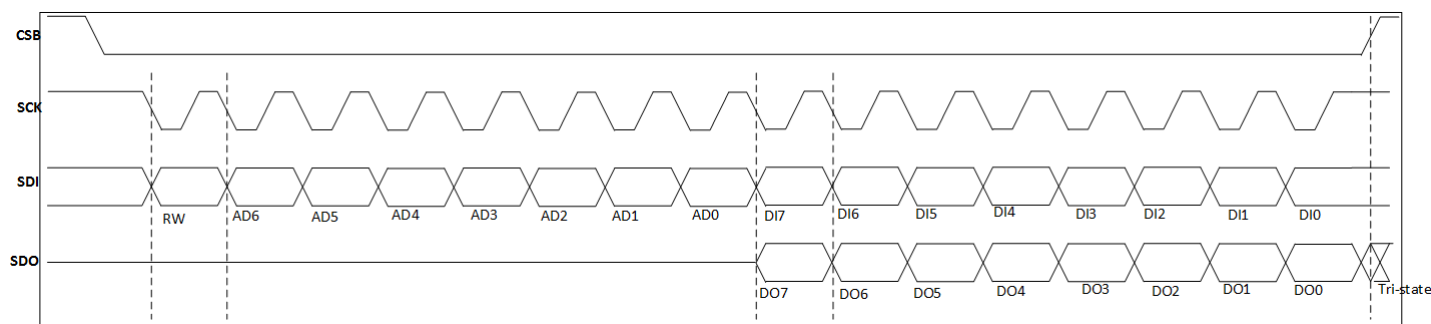 CSB
SCK
SDI
RW AD6 AD5 AD4 AD3 AD2 AD1 AD0 DI7 DI6 DI5 DI4 DI3 DI2 DI1 DI0
SDO
DO7 DO6 DO5 DO4 DO3 DO2 DO1 DO0 Tri-state